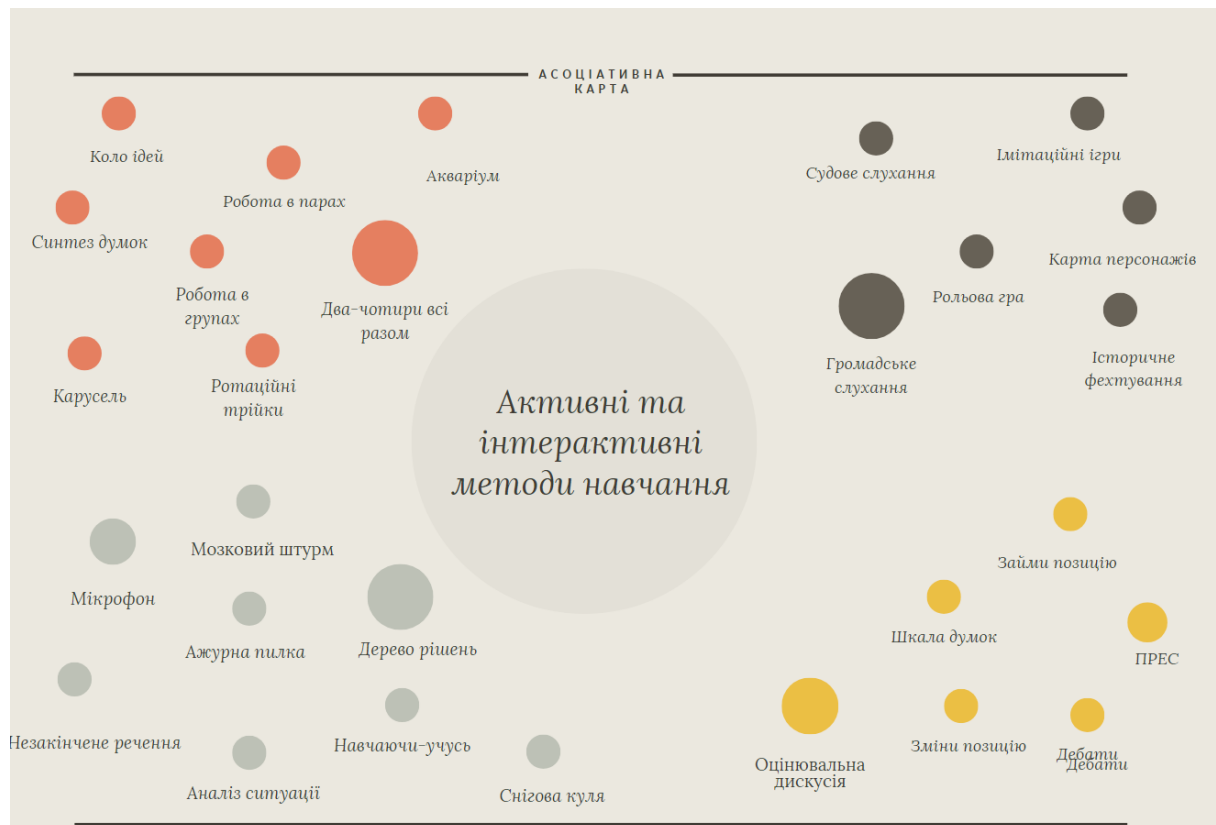 АСОЦІАТИВНА
КАРТА
Коло ідей
Робота в парах
Акваріум
Синтез думок
Робота в
групах
Два-чотири всі
разом
Карусель
Ротаційні
трійки
Судове слухання
Імітаційні ігри
Карта персонажів
Рольова гра
Громадське
слухання
Історичне
фехтування
Активні та
інтерактивні
методи навчання
Мозковий штурм
Мікрофон
Ажурна пилка
Дерево рішень
Незакінчене речення
Навчаючи-учусь
Аналіз ситуації
Снігова куля
Займи позицію
Шкала думок
ПРЕС
Зміни позицію
Дебати
Дебати
Оцінювальна
дискусія